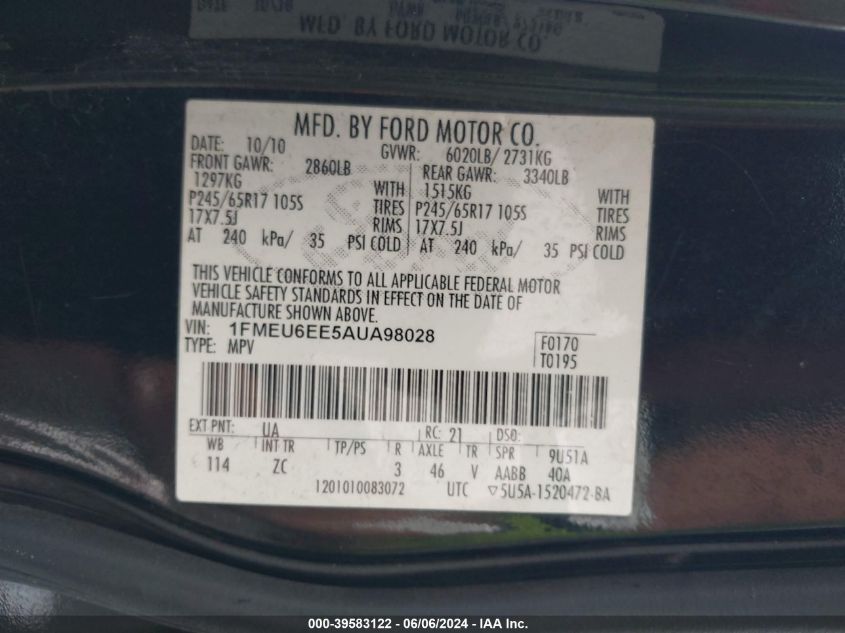 MFD. BY FORD MOTOR CO.
DATE: 10/10 GVWR: 6020LB/ 2731KG
FRONT GAWR: 2860LB REAR GAWR: 3340LB
1297KG WITH 1515KG WITH
P245/65R17 105S TIRES P245/65R17 105S TIRES
17X7.5J RIMS 17X7.5J RIMS
AT 240 kPa/ 35 PSI COLD AT 240 kPa/ 35 PSI COLD
THIS VEHICLE CONFORMS TO ALL APPLICABLE FEDERAL MOTOR
VEHICLE SAFETY STANDARDS IN EFFECT ON THE DATE OF
MANUFACTURE SHOWN ABOVE.
VIN: 1FMEU6EE5AUA98028 F0170
TYPE: MPV T0195
EXT PNT: UA RC: 21 DSO:
WB INT TR TP/PS R AXLE TR SPR 9U51A
114 ZC 3 46 V AABB 40A
1201010083072 UTC ▽5U5A-1520472-BA
000-39583122 - 06/06/2024 - IAA Inc.